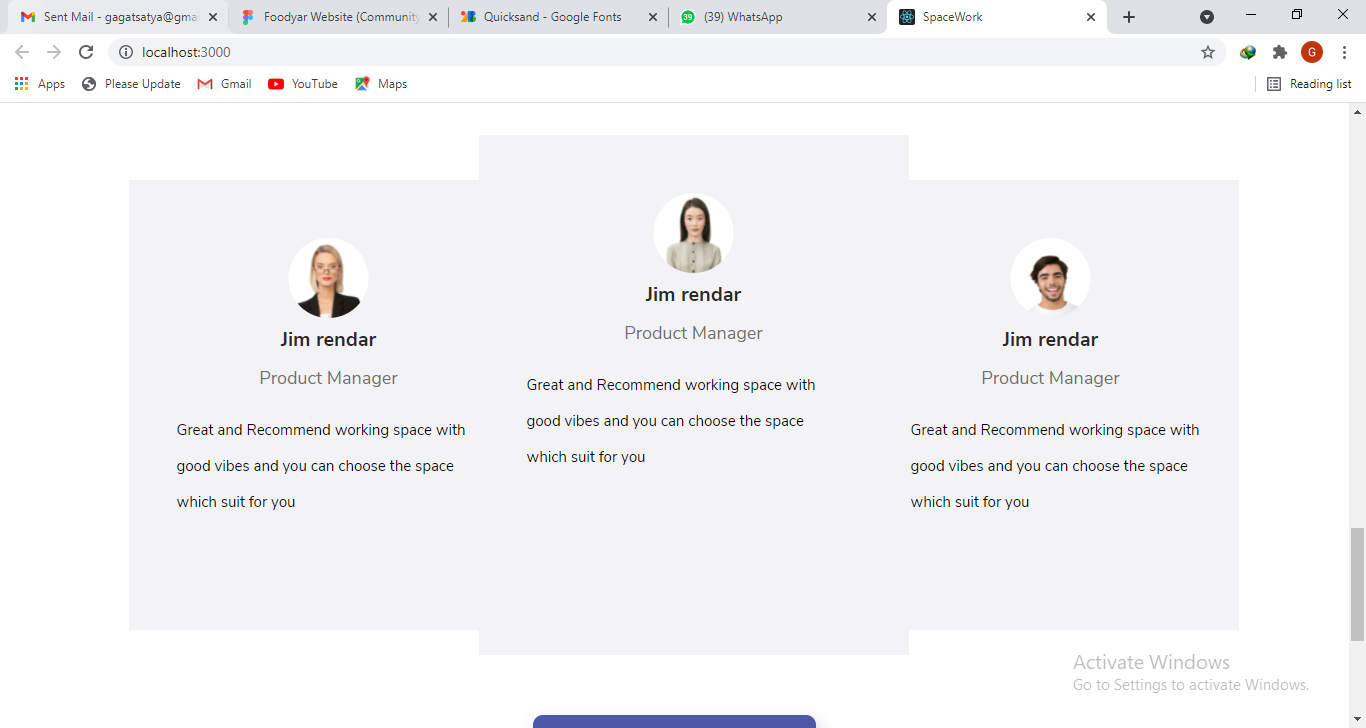 Sent Mail - gagatsatya@gma
Foodyar Website (Community
Quicksand - Google Fonts
(39) WhatsApp
SpaceWork
localhost:3000
G
Apps
Please Update
Gmail
YouTube
Maps
Reading list
Jim rendar
Product Manager
Great and Recommend working space with
good vibes and you can choose the space
which suit for you
Jim rendar
Product Manager
Great and Recommend working space with
good vibes and you can choose the space
which suit for you
Jim rendar
Product Manager
Great and Recommend working space with
good vibes and you can choose the space
which suit for you
Activate Windows
Go to Settings to activate Windows.